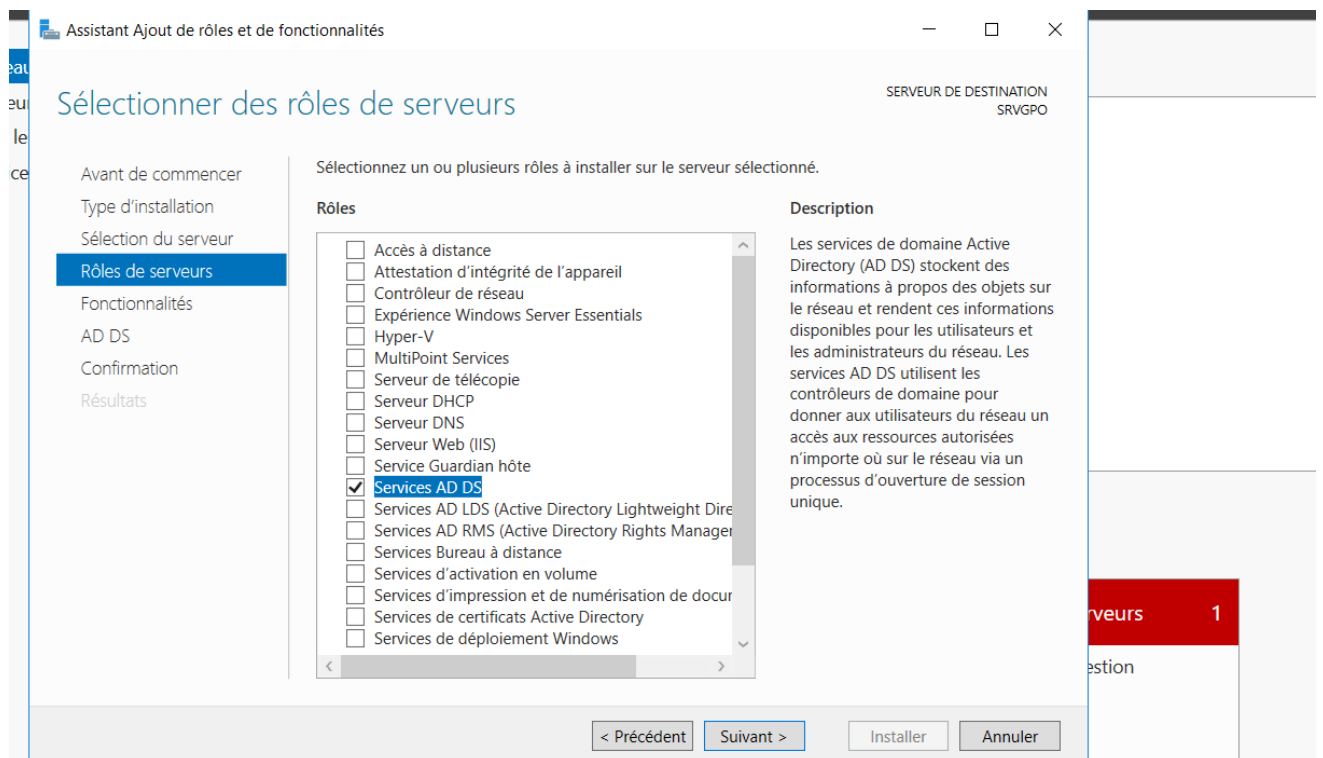 Assistant Ajout de rôles et de fonctionnalités
Sélectionner des rôles de serveurs
SERVEUR DE DESTINATION
SRVGPO
Avant de commencer
Type d'installation
Sélection du serveur
Rôles de serveurs
Fonctionnalités
AD DS
Confirmation
Résultats
Sélectionnez un ou plusieurs rôles à installer sur le serveur sélectionné.
Rôles
Accès à distance
Attestation d'intégrité de l'appareil
Contrôleur de réseau
Expérience Windows Server Essentials
Hyper-V
MultiPoint Services
Serveur de télécopie
Serveur DHCP
Serveur DNS
Serveur Web (IIS)
Service Guardian hôte
Services AD DS
Services AD LDS (Active Directory Lightweight Dire
Services AD RMS (Active Directory Rights Manager
Services Bureau à distance
Services d'activation en volume
Services d'impression et de numérisation de docur
Services de certificats Active Directory
Services de déploiement Windows
Description
Les services de domaine Active
Directory (AD DS) stockent des
informations à propos des objets sur
le réseau et rendent ces informations
disponibles pour les utilisateurs et
les administrateurs du réseau. Les
services AD DS utilisent les
contrôleurs de domaine pour
donner aux utilisateurs du réseau un
accès aux ressources autorisées
n'importe où sur le réseau via un
processus d'ouverture de session
unique.
< Précédent
Suivant >
Installer
Annuler
rveurs 1
estion